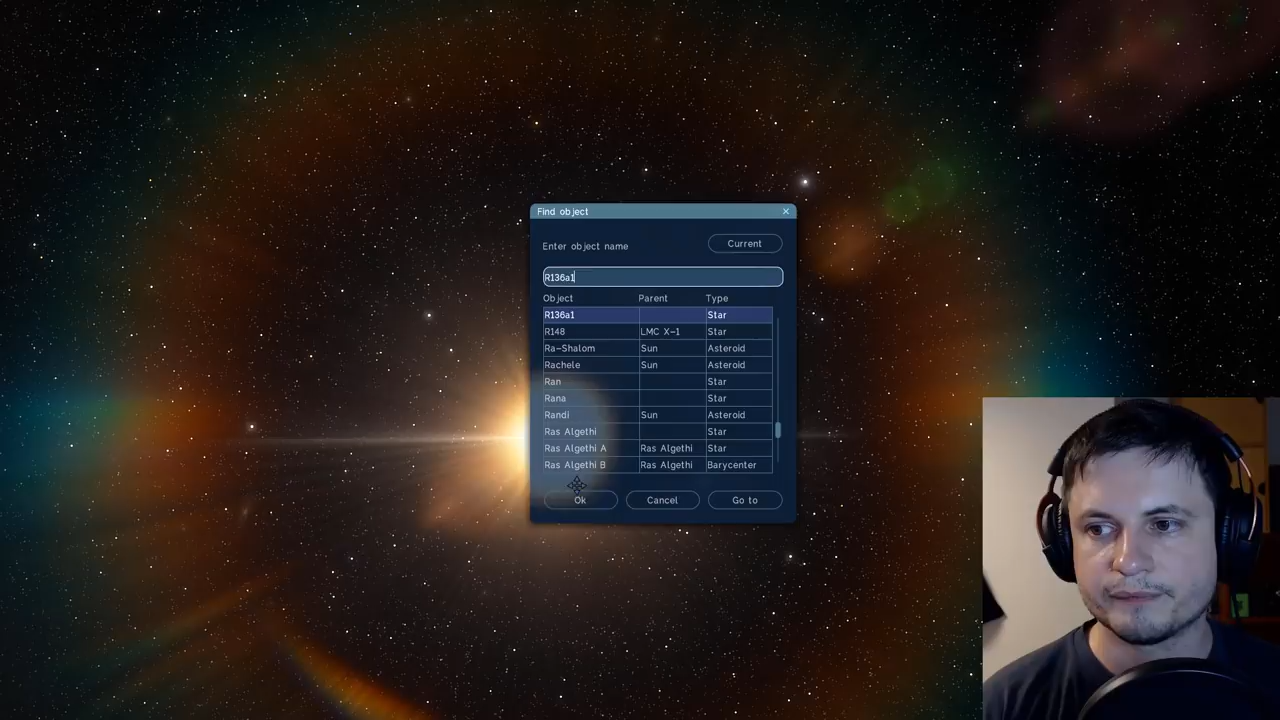 Find object
Enter object name
Current
R136a1
Object Parent Type
R136a1 Star
R148 LMC X-1 Star
Ra-Shalom Sun Asteroid
Rachele Sun Asteroid
Ran Star
Rana Star
Randi Sun Asteroid
Ras Algethi Star
Ras Algethi A Ras Algethi Star
Ras Algethi B Ras Algethi Barycenter
Ok Cancel Go to